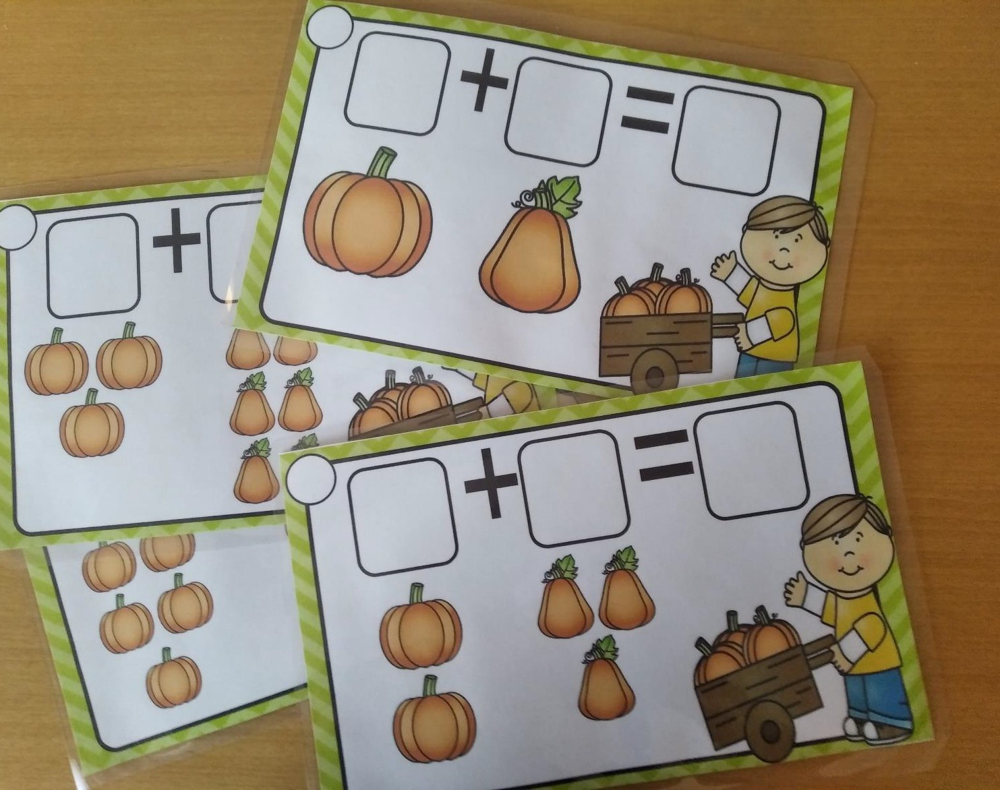 + =
+
+ =